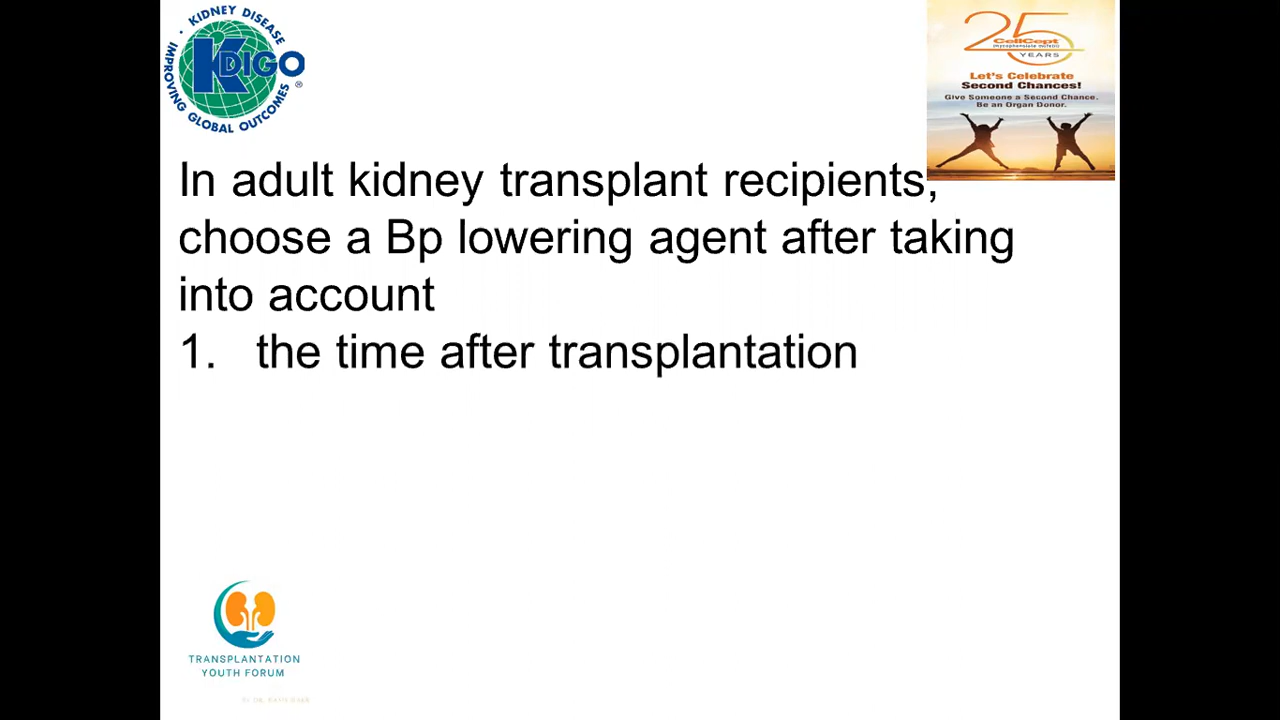 KIDNEY DISEASE
IMPROVING GLOBAL OUTCOMES
KDIGO
®
25
CellCept
(mycophenolate mofetil)
YEARS
Let's Celebrate
Second Chances!
Give Someone a Second Chance.
Be an Organ Donor.
In adult kidney transplant recipients,
choose a Bp lowering agent after taking
into account
1. the time after transplantation
TRANSPLANTATION
YOUTH FORUM